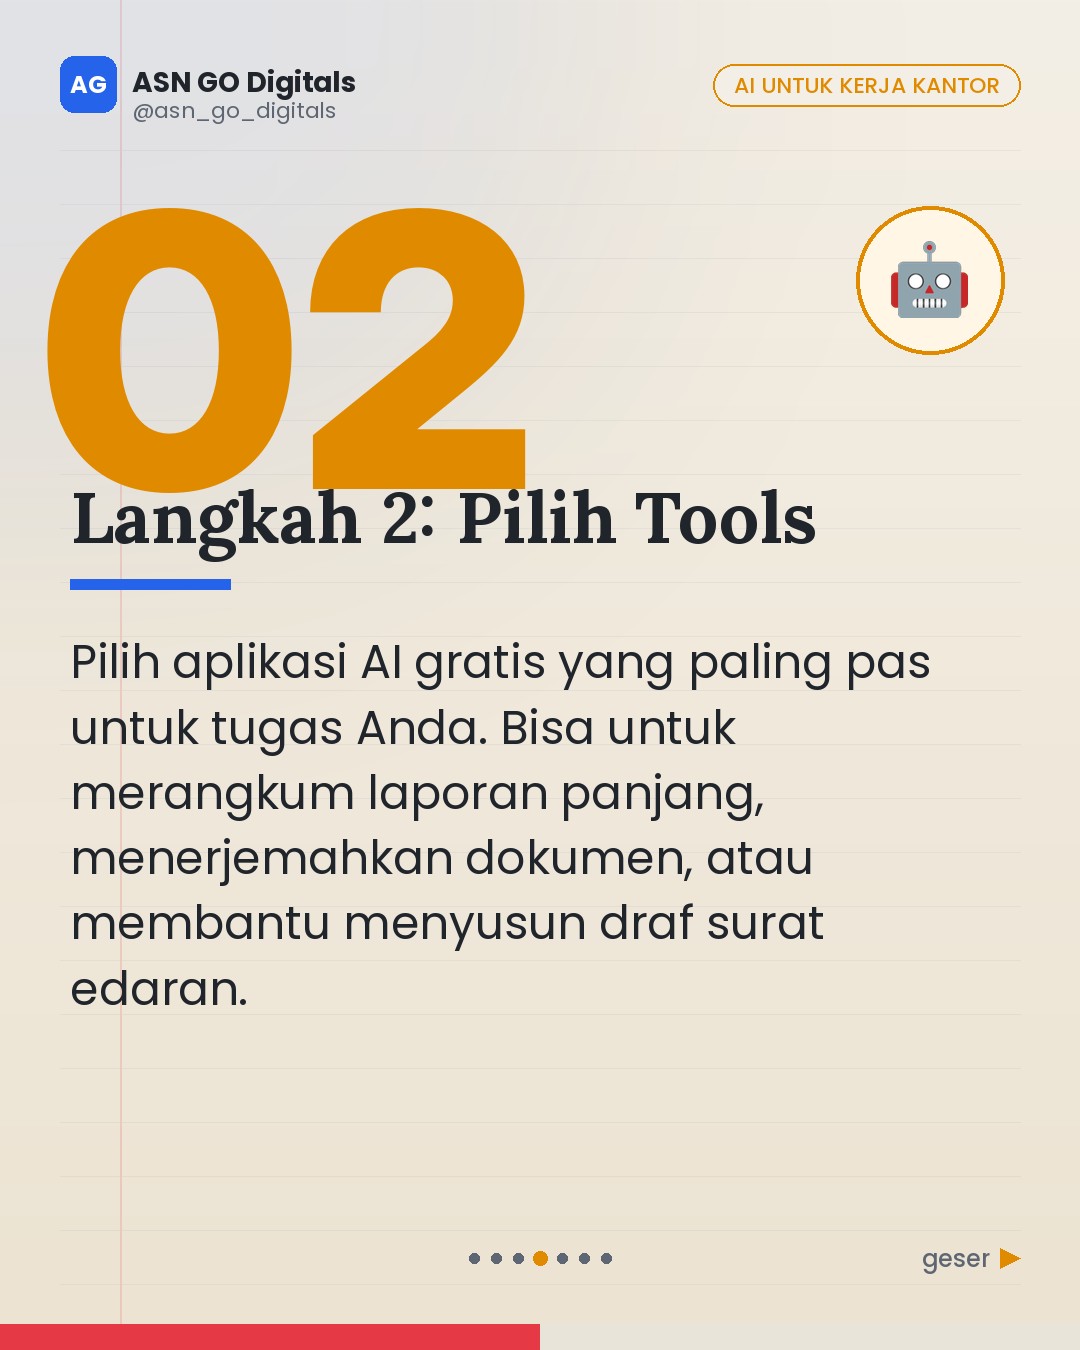 AG
ASN GO Digitals
@asn_go_digitals
AI UNTUK KERJA KANTOR
02
Langkah 2: Pilih Tools
Pilih aplikasi AI gratis yang paling pas
untuk tugas Anda. Bisa untuk
merangkum laporan panjang,
menerjemahkan dokumen, atau
membantu menyusun draf surat
edaran.
geser